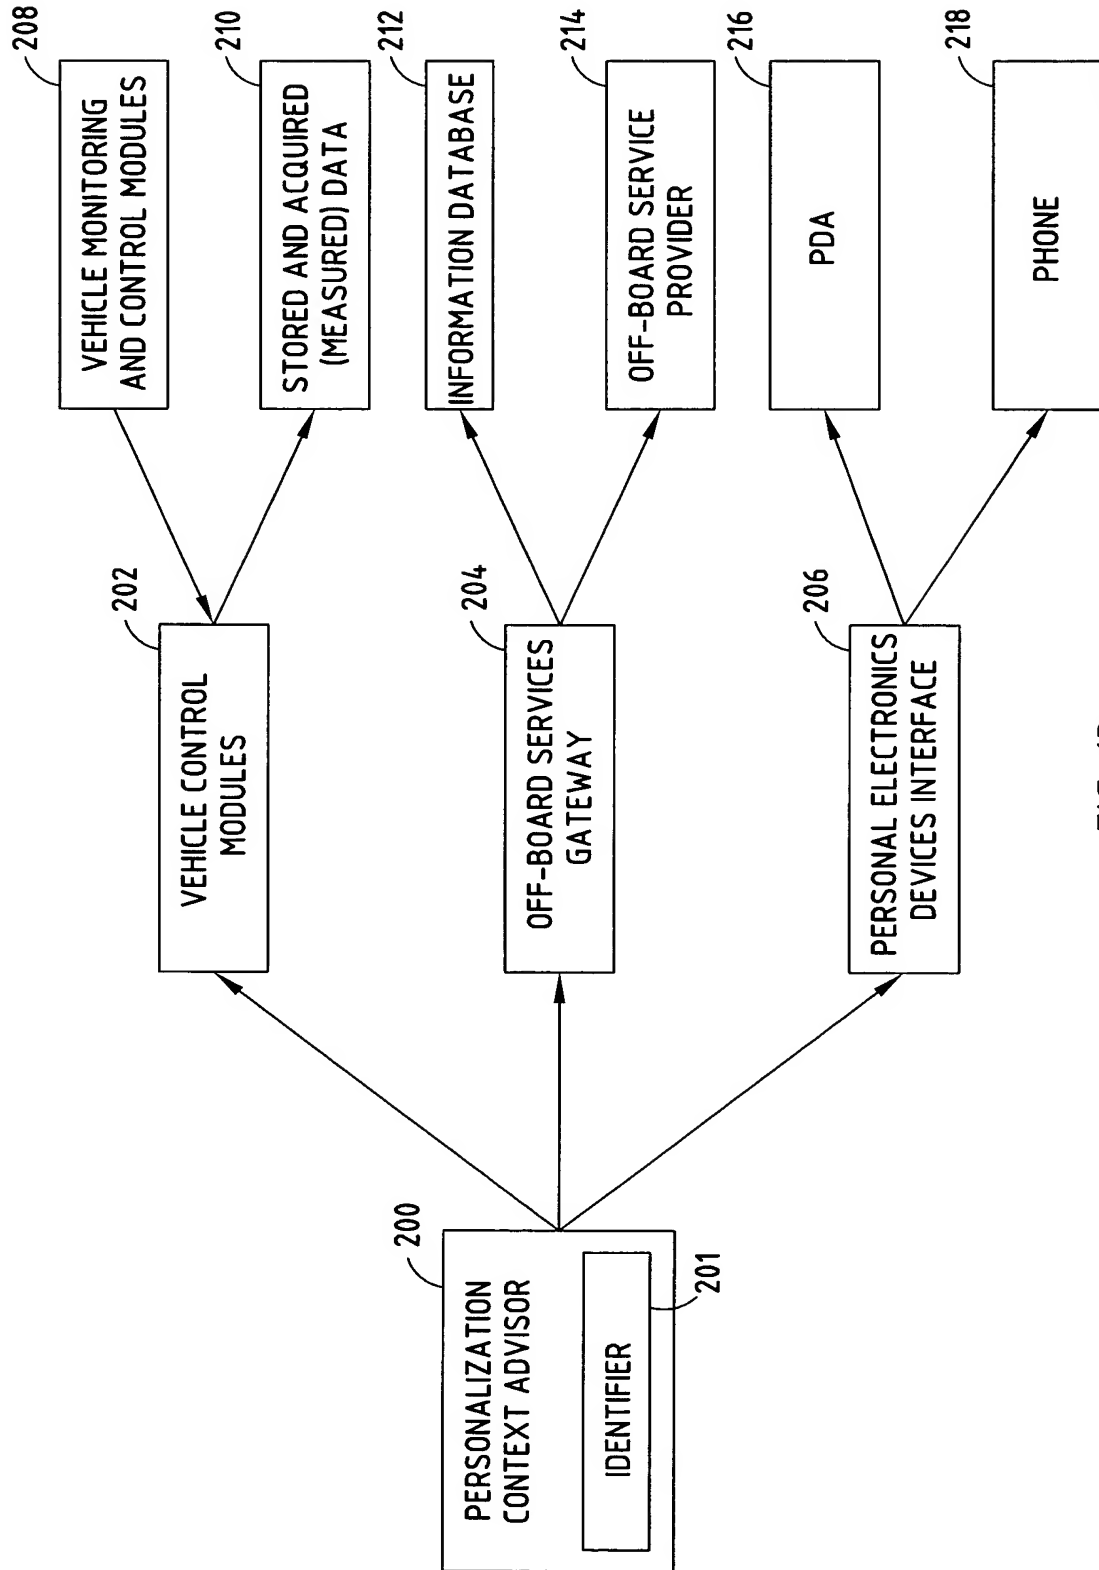 208
VEHICLE MONITORING
AND CONTROL MODULES
210
STORED AND ACQUIRED
(MEASURED) DATA
212
INFORMATION DATABASE
214
OFF-BOARD SERVICE
PROVIDER
216
PDA
218
PHONE
202
VEHICLE CONTROL
MODULES
204
OFF-BOARD SERVICES
GATEWAY
206
PERSONAL ELECTRONICS
DEVICES INTERFACE
200
PERSONALIZATION
CONTEXT ADVISOR
201
IDENTIFIER